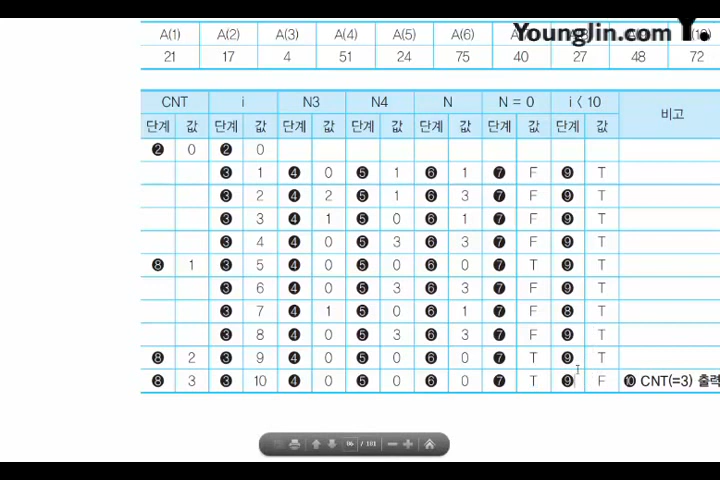 YoungJin.com Y.
A(1) A(2) A(3) A(4) A(5) A(6)
21 17 4 51 24 75 40 27 48 72
CNT i N3 N4 N N = 0 i < 10 비고
단계 값 단계 값 단계 값 단계 값 단계 값 단계 값 단계 값
❷ 0 ❷ 0
❸ 1 ❹ 0 ❺ 1 ❻ 1 ❼ F ❾ T
❸ 2 ❹ 2 ❺ 1 ❻ 3 ❼ F ❾ T
❸ 3 ❹ 1 ❺ 0 ❻ 1 ❼ F ❾ T
❸ 4 ❹ 0 ❺ 3 ❻ 3 ❼ F ❾ T
❽ 1 ❸ 5 ❹ 0 ❺ 0 ❻ 0 ❼ T ❾ T
❸ 6 ❹ 0 ❺ 3 ❻ 3 ❼ F ❾ T
❸ 7 ❹ 1 ❺ 0 ❻ 1 ❼ F ❽ T
❸ 8 ❹ 0 ❺ 3 ❻ 3 ❼ F ❾ T
❽ 2 ❸ 9 ❹ 0 ❺ 0 ❻ 0 ❼ T ❾ T
❽ 3 ❸ 10 ❹ 0 ❺ 0 ❻ 0 ❼ T ❾ F ❿ CNT(=3) 출력
96 / 181